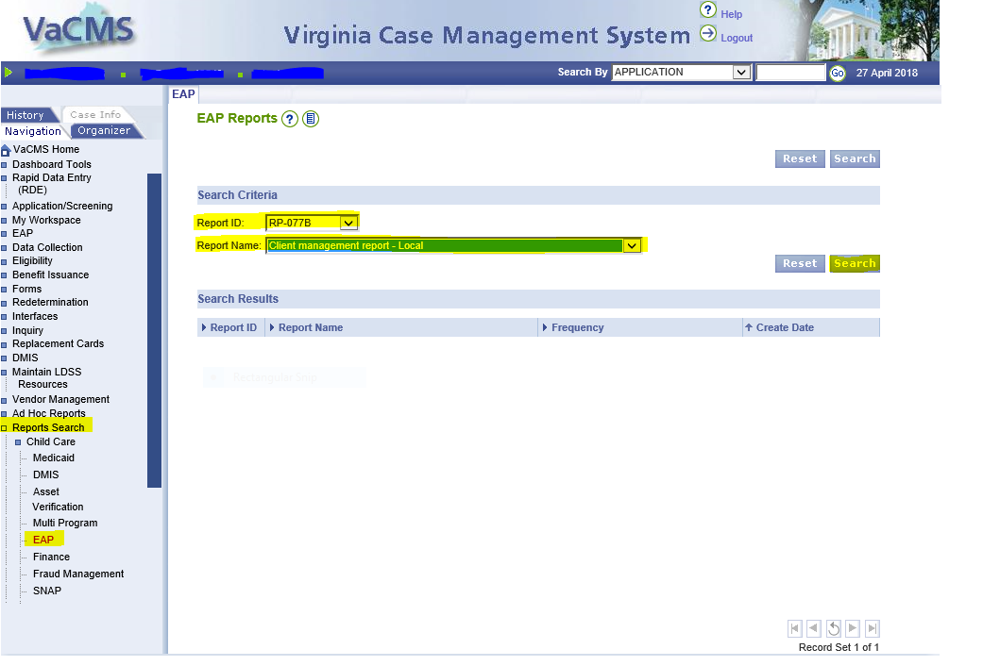 VaCMS
Virginia Case Management System
? Help
Logout
Search By APPLICATION Go 27 April 2018
EAP
History Case Info
Navigation Organizer
VaCMS Home
Dashboard Tools
Rapid Data Entry
(RDE)
Application/Screening
My Workspace
EAP
Data Collection
Eligibility
Benefit Issuance
Forms
Redetermination
Interfaces
Inquiry
Replacement Cards
DMIS
Maintain LDSS
Resources
Vendor Management
Ad Hoc Reports
Reports Search
Child Care
Medicaid
DMIS
Asset
Verification
Multi Program
EAP
Finance
Fraud Management
SNAP
EAP Reports ?
Reset Search
Search Criteria
Report ID: RP-077B
Report Name: Client management report - Local
Reset Search
Search Results
Report ID Report Name Frequency Create Date
Rectangular Snip
Record Set 1 of 1